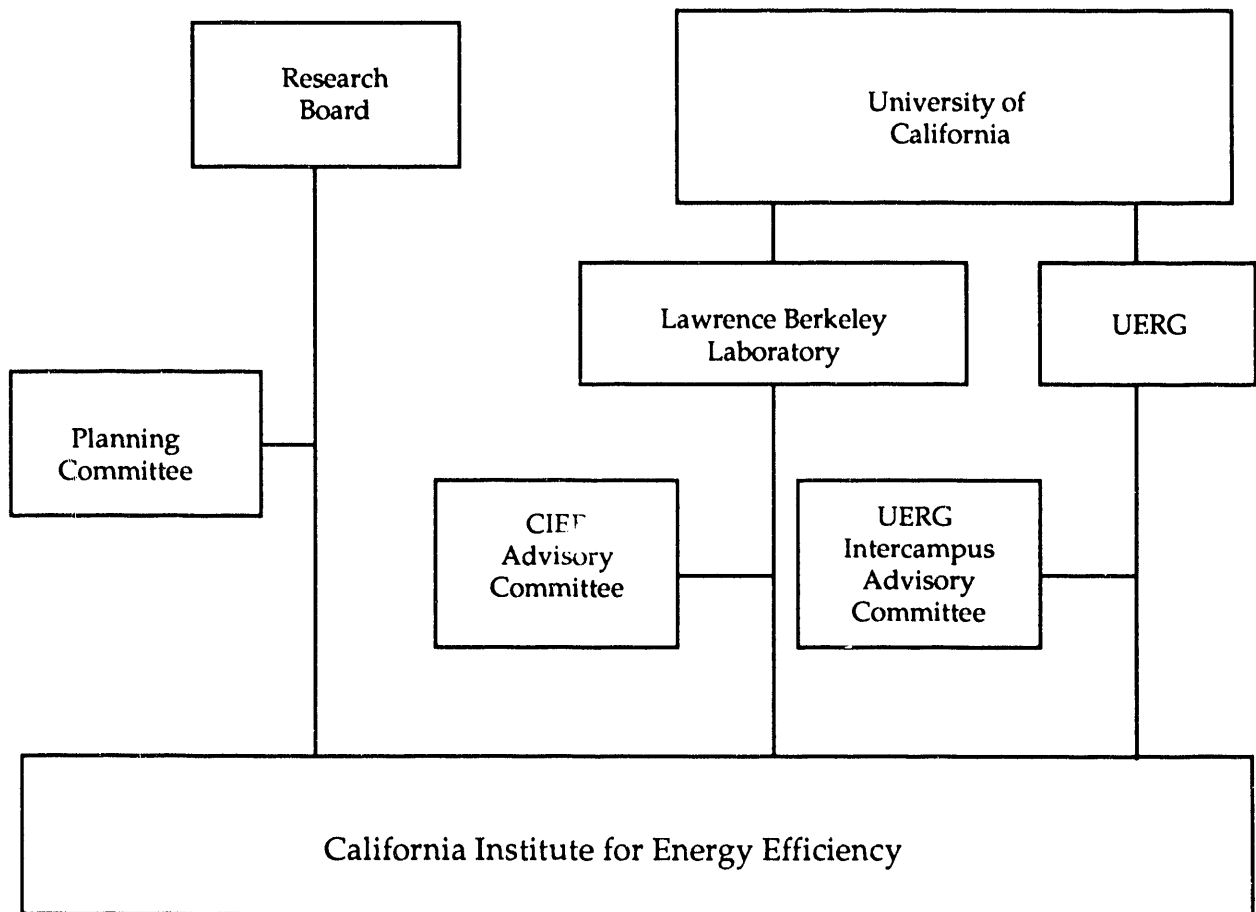 Research
Board
University of
California
Lawrence Berkeley
Laboratory
UERG
Planning
Committee
CIEE
Advisory
Committee
UERG
Intercampus
Advisory
Committee
California Institute for Energy Efficiency